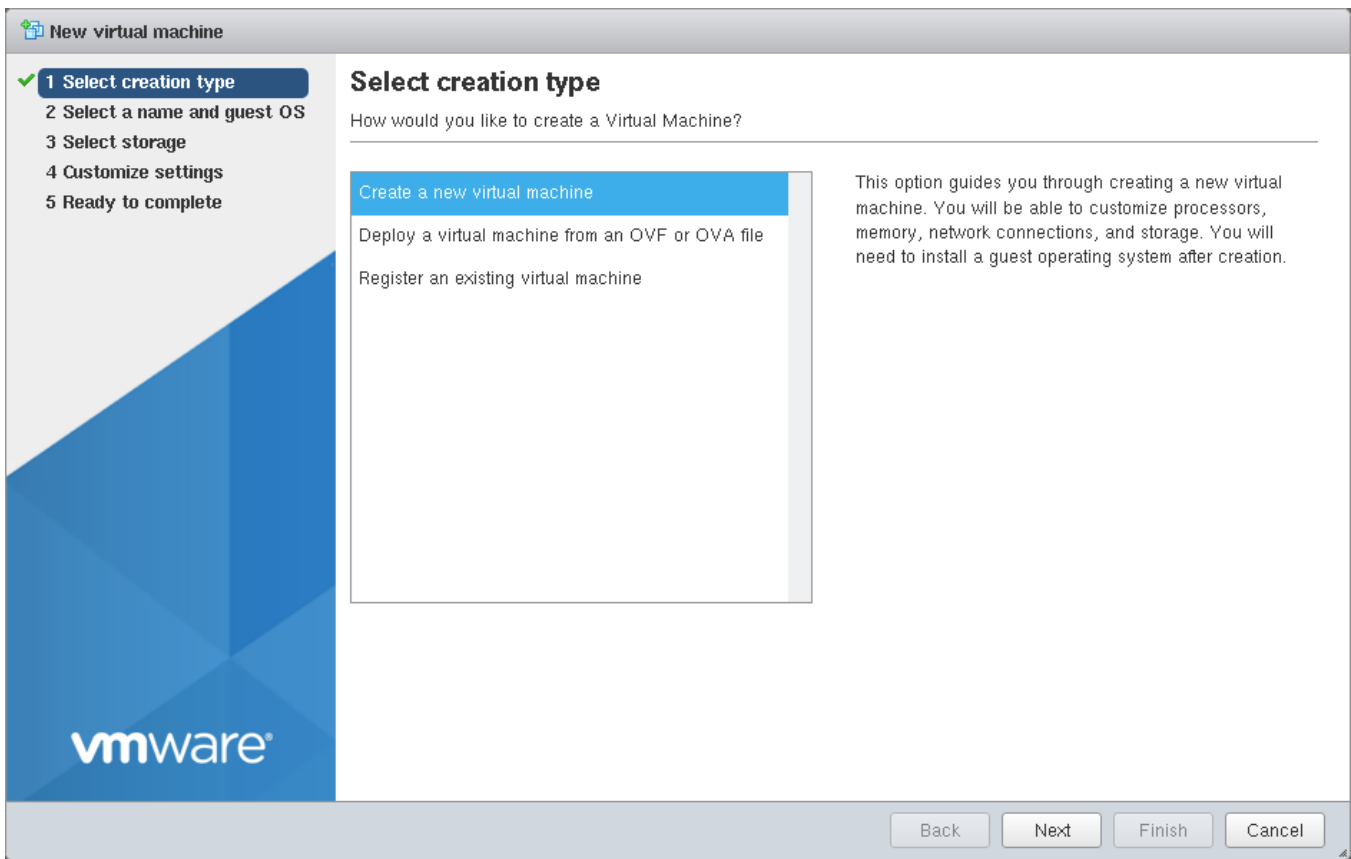 New virtual machine
1 Select creation type
2 Select a name and guest OS
3 Select storage
4 Customize settings
5 Ready to complete
Select creation type
How would you like to create a Virtual Machine?
Create a new virtual machine
Deploy a virtual machine from an OVF or OVA file
Register an existing virtual machine
This option guides you through creating a new virtual
machine. You will be able to customize processors,
memory, network connections, and storage. You will
need to install a guest operating system after creation.
vmware®
Back
Next
Finish
Cancel